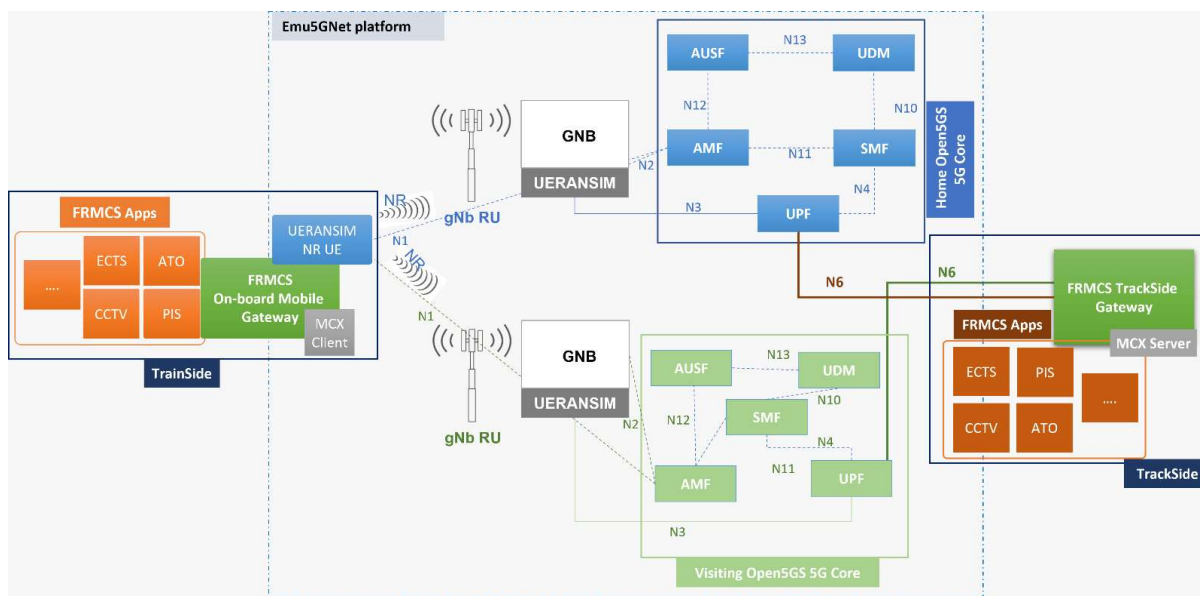 Emu5GNet platform
AUSF
N13
UDM
N12
N10
GNB
AMF
N11
SMF
N2
UERANSIM
N4
Home Open5GS
5G Core
NR
gNb RU
N3
UPF
FRMCS Apps
UERANSIM
NR UE
N1
NR
ECTS
ATO
....
FRMCS
On-board Mobile
Gateway
CCTV
PIS
MCX
Client
TrainSide
N1
N6
N6
FRMCS TrackSide
Gateway
FRMCS Apps
MCX Server
ECTS
PIS
....
CCTV
ATO
TrackSide
GNB
UERANSIM
gNb RU
N13
AUSF
UDM
N10
SMF
N12
N2
N4
N11
AMF
UPF
N3
Visiting Open5GS 5G Core